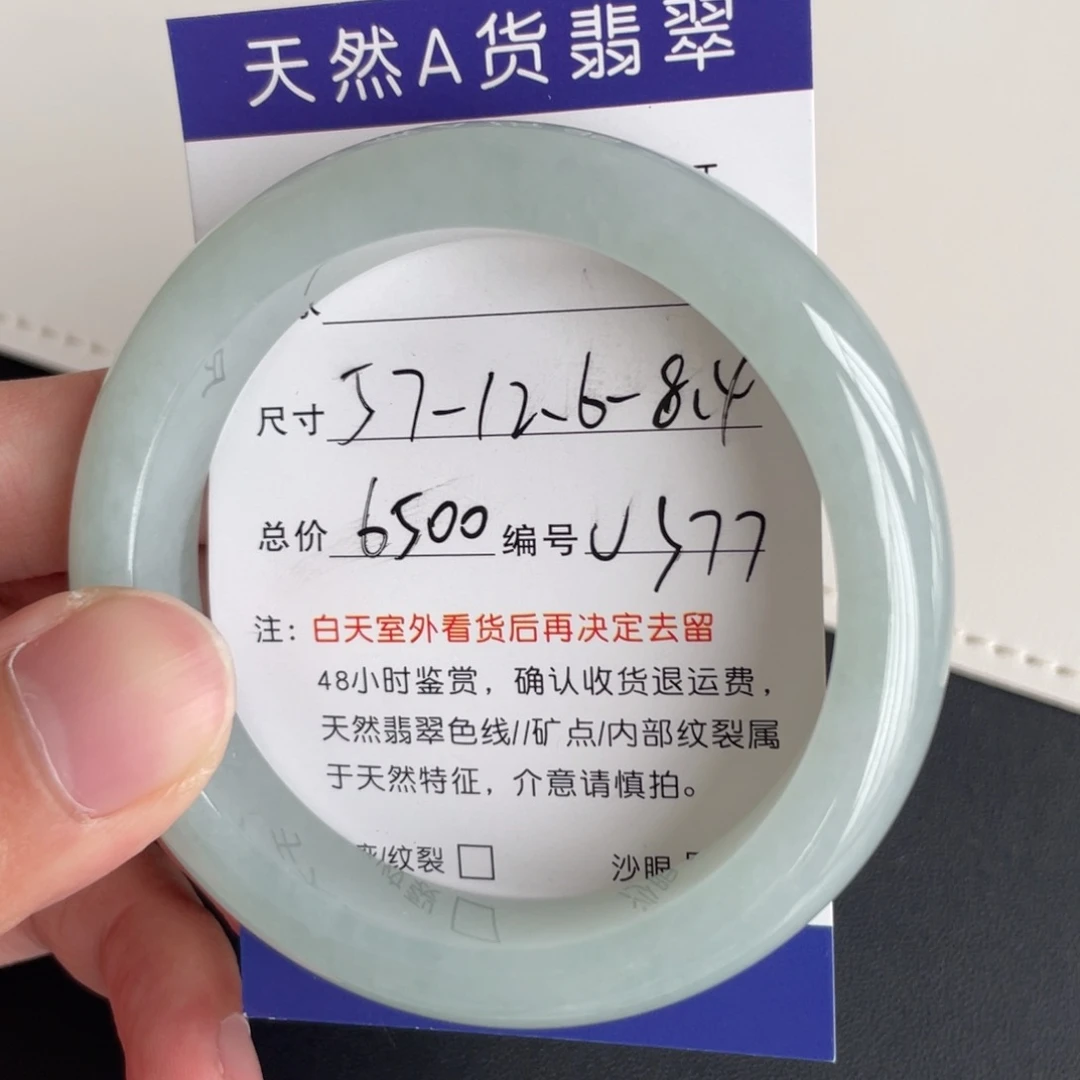 天然A货翡翠
尺寸 57-12.6-8.4
总价 6500 编号 U577
注：白天室外看货后再决定去留
48小时鉴赏，确认收货退运费，
天然翡翠色线//矿点/内部纹裂属
于天然特征，介意请慎拍。
/纹裂 □ 沙眼